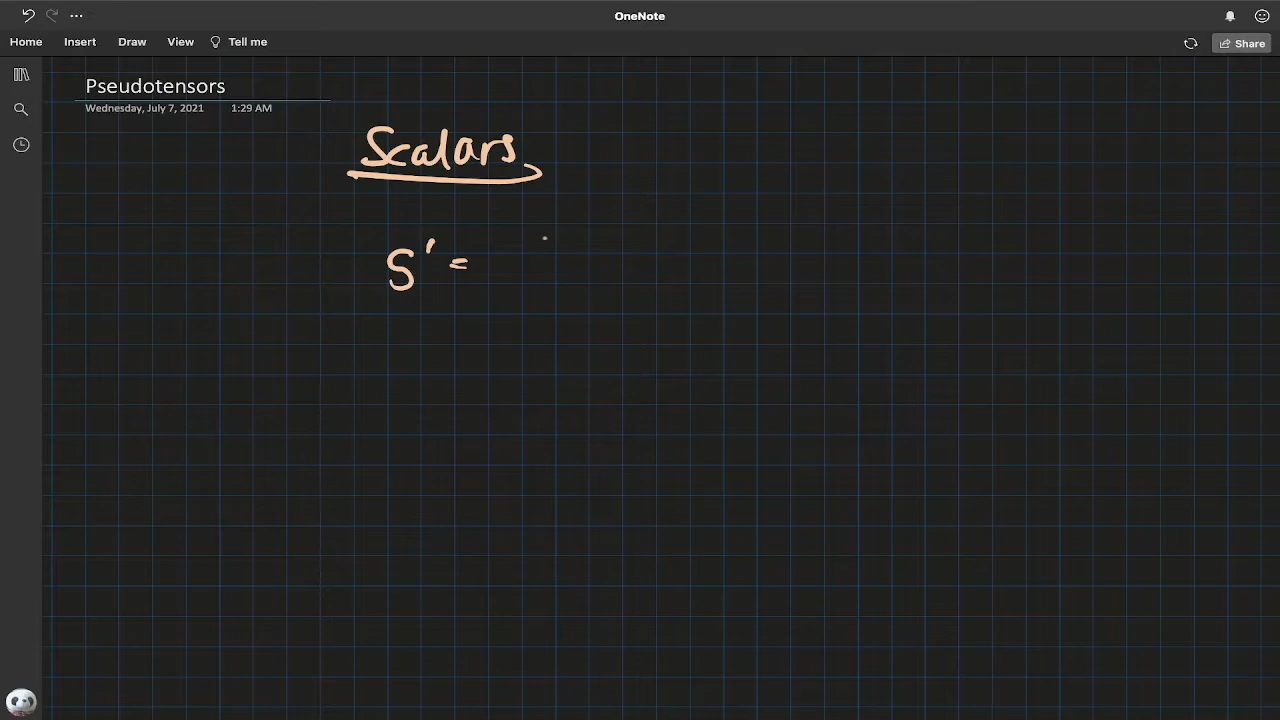 OneNote
Home Insert Draw View Tell me Share
Pseudotensors
Wednesday, July 7, 2021 1:29 AM
Scalars
S' =